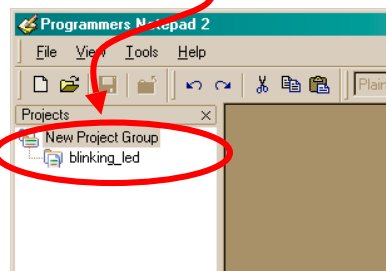 Programmers Notepad 2
File View Tools Help
Plain
Projects
New Project Group
blinking_led